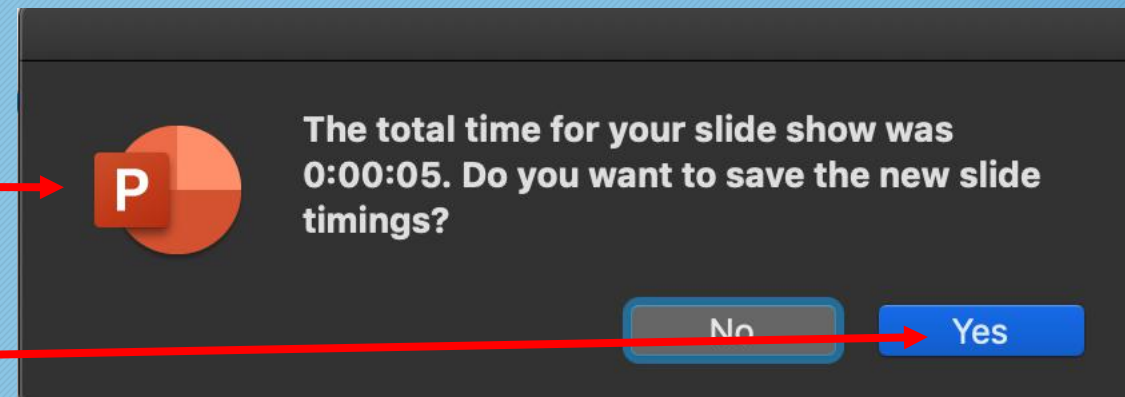 The total time for your slide show was
P
0:00:05. Do you want to save the new slide
timings?
No
Yes